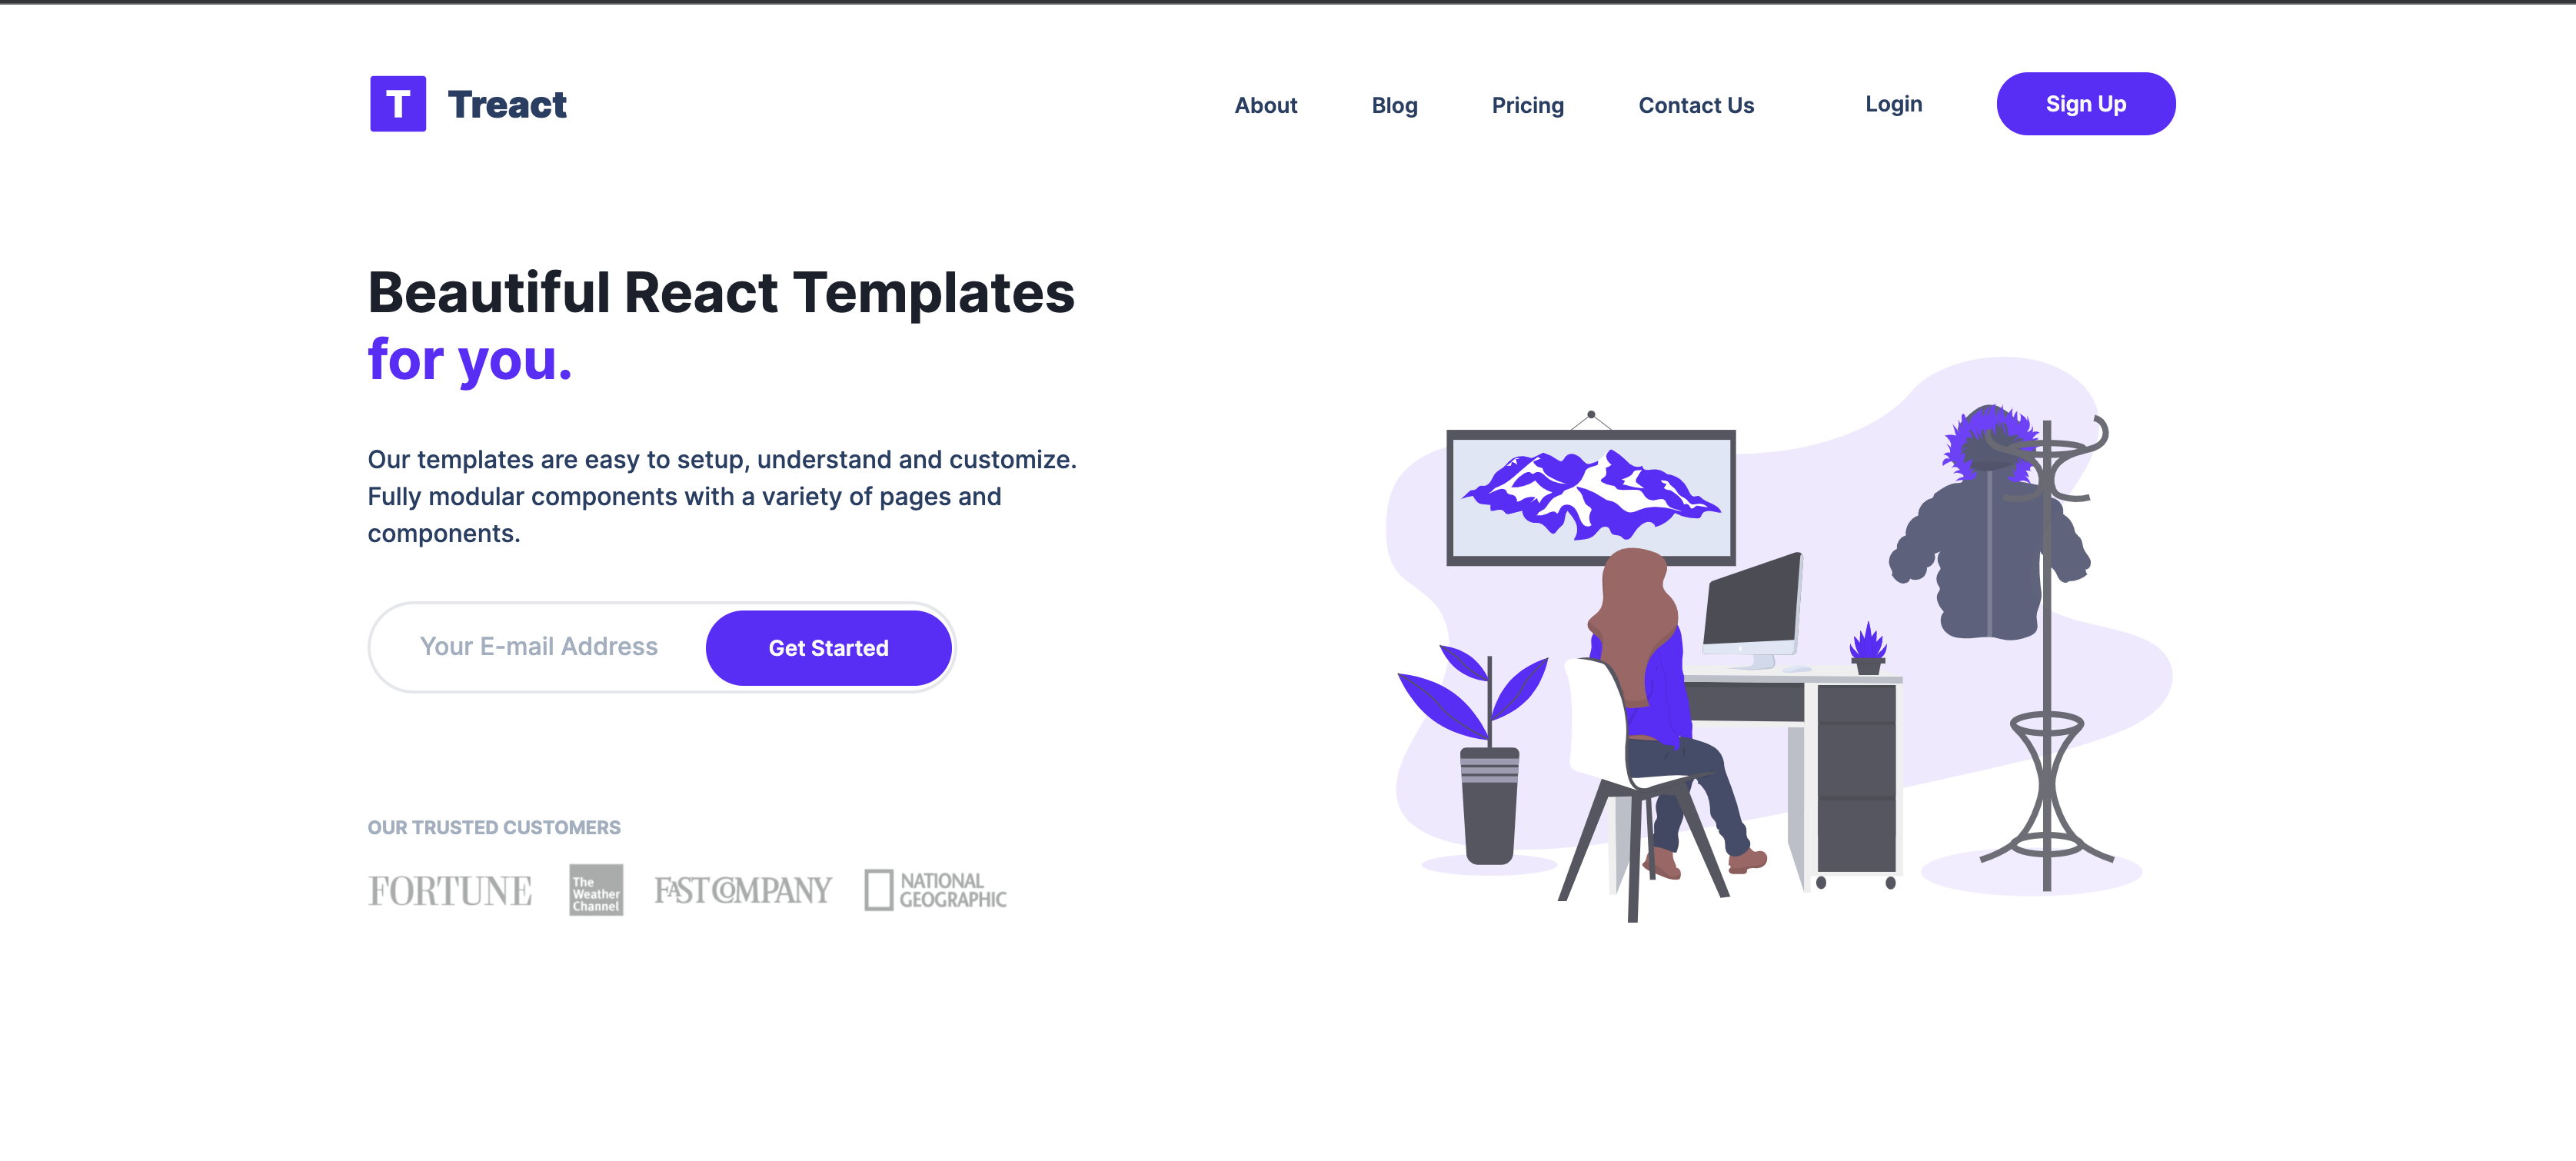 T Treact
About Blog Pricing Contact Us Login Sign Up
Beautiful React Templates
for you.
Our templates are easy to setup, understand and customize.
Fully modular components with a variety of pages and
components.
Your E-mail Address Get Started
OUR TRUSTED CUSTOMERS
FORTUNE
The
Weather
Channel
FAST COMPANY
NATIONAL
GEOGRAPHIC